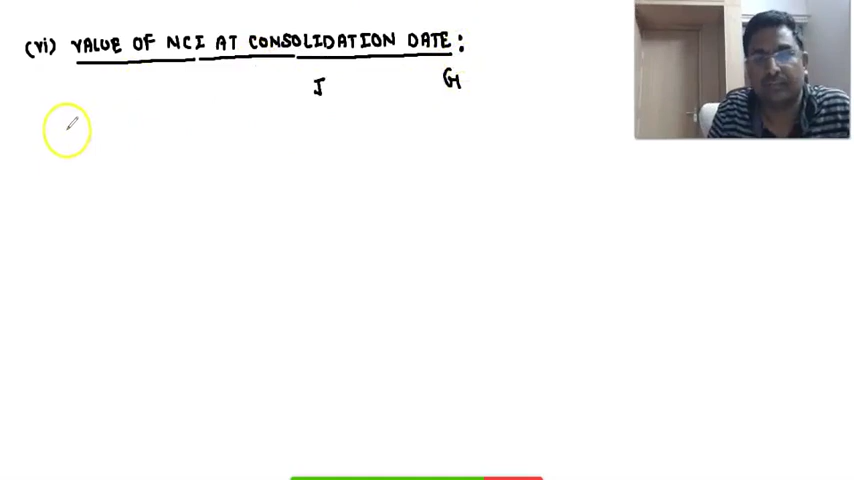 (vi) VALUE OF NCI AT CONSOLIDATION DATE:
J G